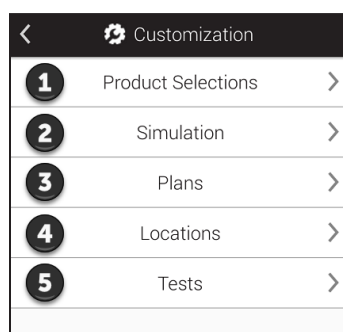 Customization
1 Product Selections
2 Simulation
3 Plans
4 Locations
5 Tests